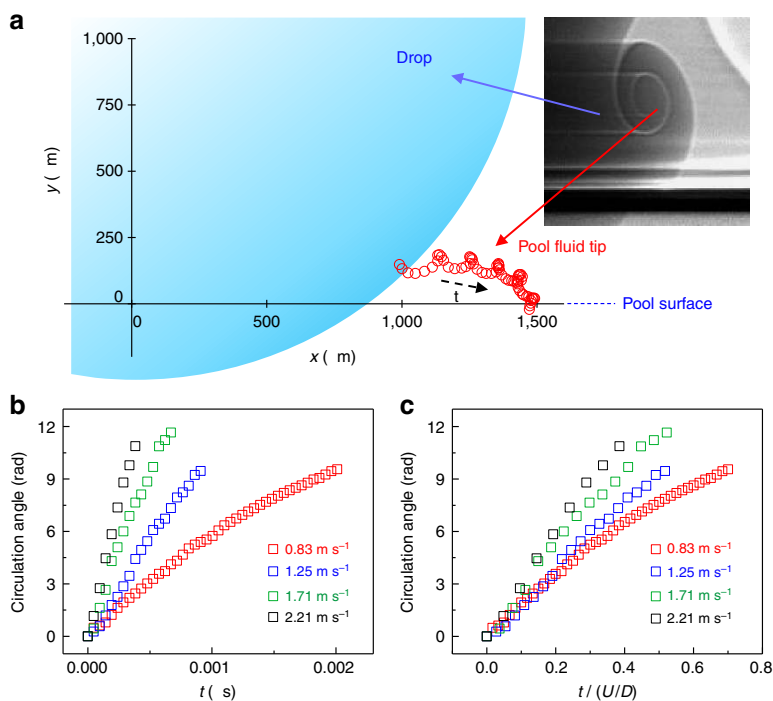 a
1,000
750
500
250
0
y ( m)
Drop
Pool fluid tip
t
Pool surface
0
500
1,000
1,500
x ( m)
b
12
9
6
3
0
Circulation angle (rad)
0.83 m s⁻¹
1.25 m s⁻¹
1.71 m s⁻¹
2.21 m s⁻¹
0.000
0.001
0.002
t ( s)
c
12
9
6
3
0
Circulation angle (rad)
0.83 m s⁻¹
1.25 m s⁻¹
1.71 m s⁻¹
2.21 m s⁻¹
0.0
0.2
0.4
0.6
0.8
t / (U/D)